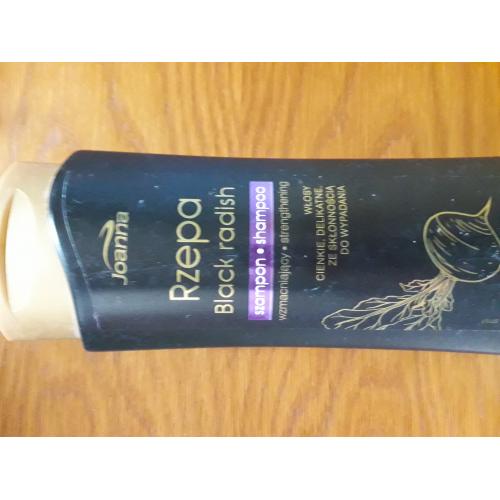 Joanna
Rzepa
Black radish
szampon • shampoo
wzmacniający • strengthening
WŁOSY
CIENKIE, DELIKATNE,
ZE SKŁONNOŚCIĄ
DO WYPADANIA